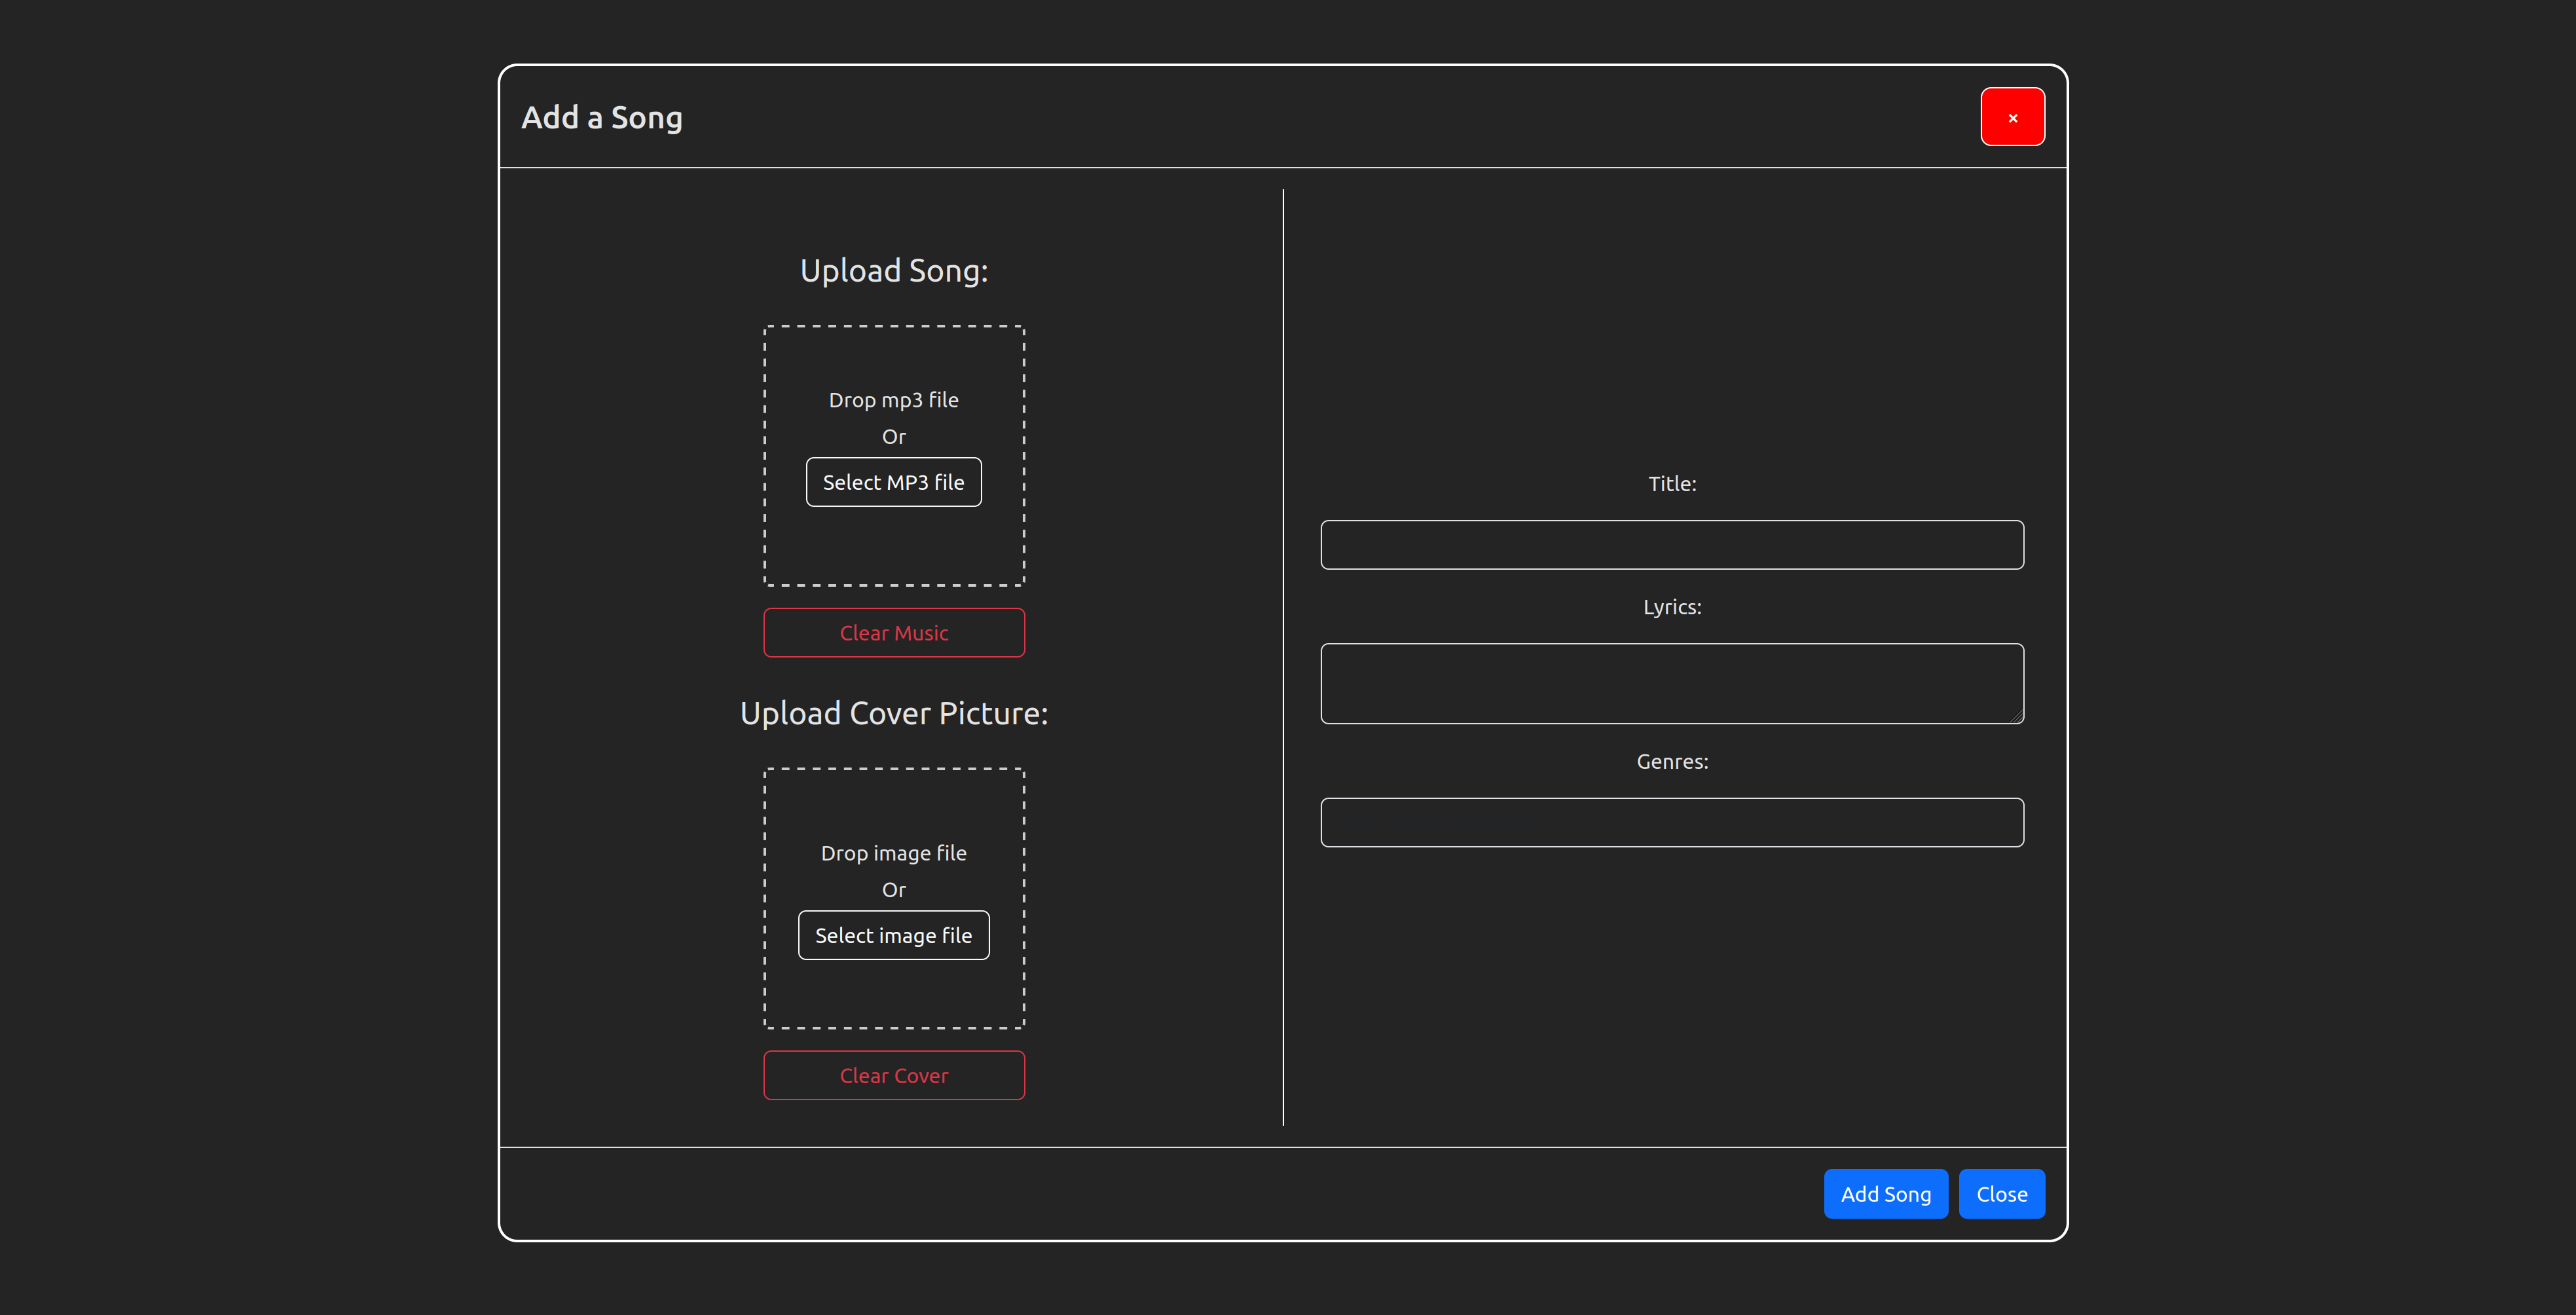 Add a Song
×
Upload Song:
Drop mp3 file
Or
Select MP3 file
Clear Music
Upload Cover Picture:
Drop image file
Or
Select image file
Clear Cover
Title:
Lyrics:
Genres:
Add Song
Close